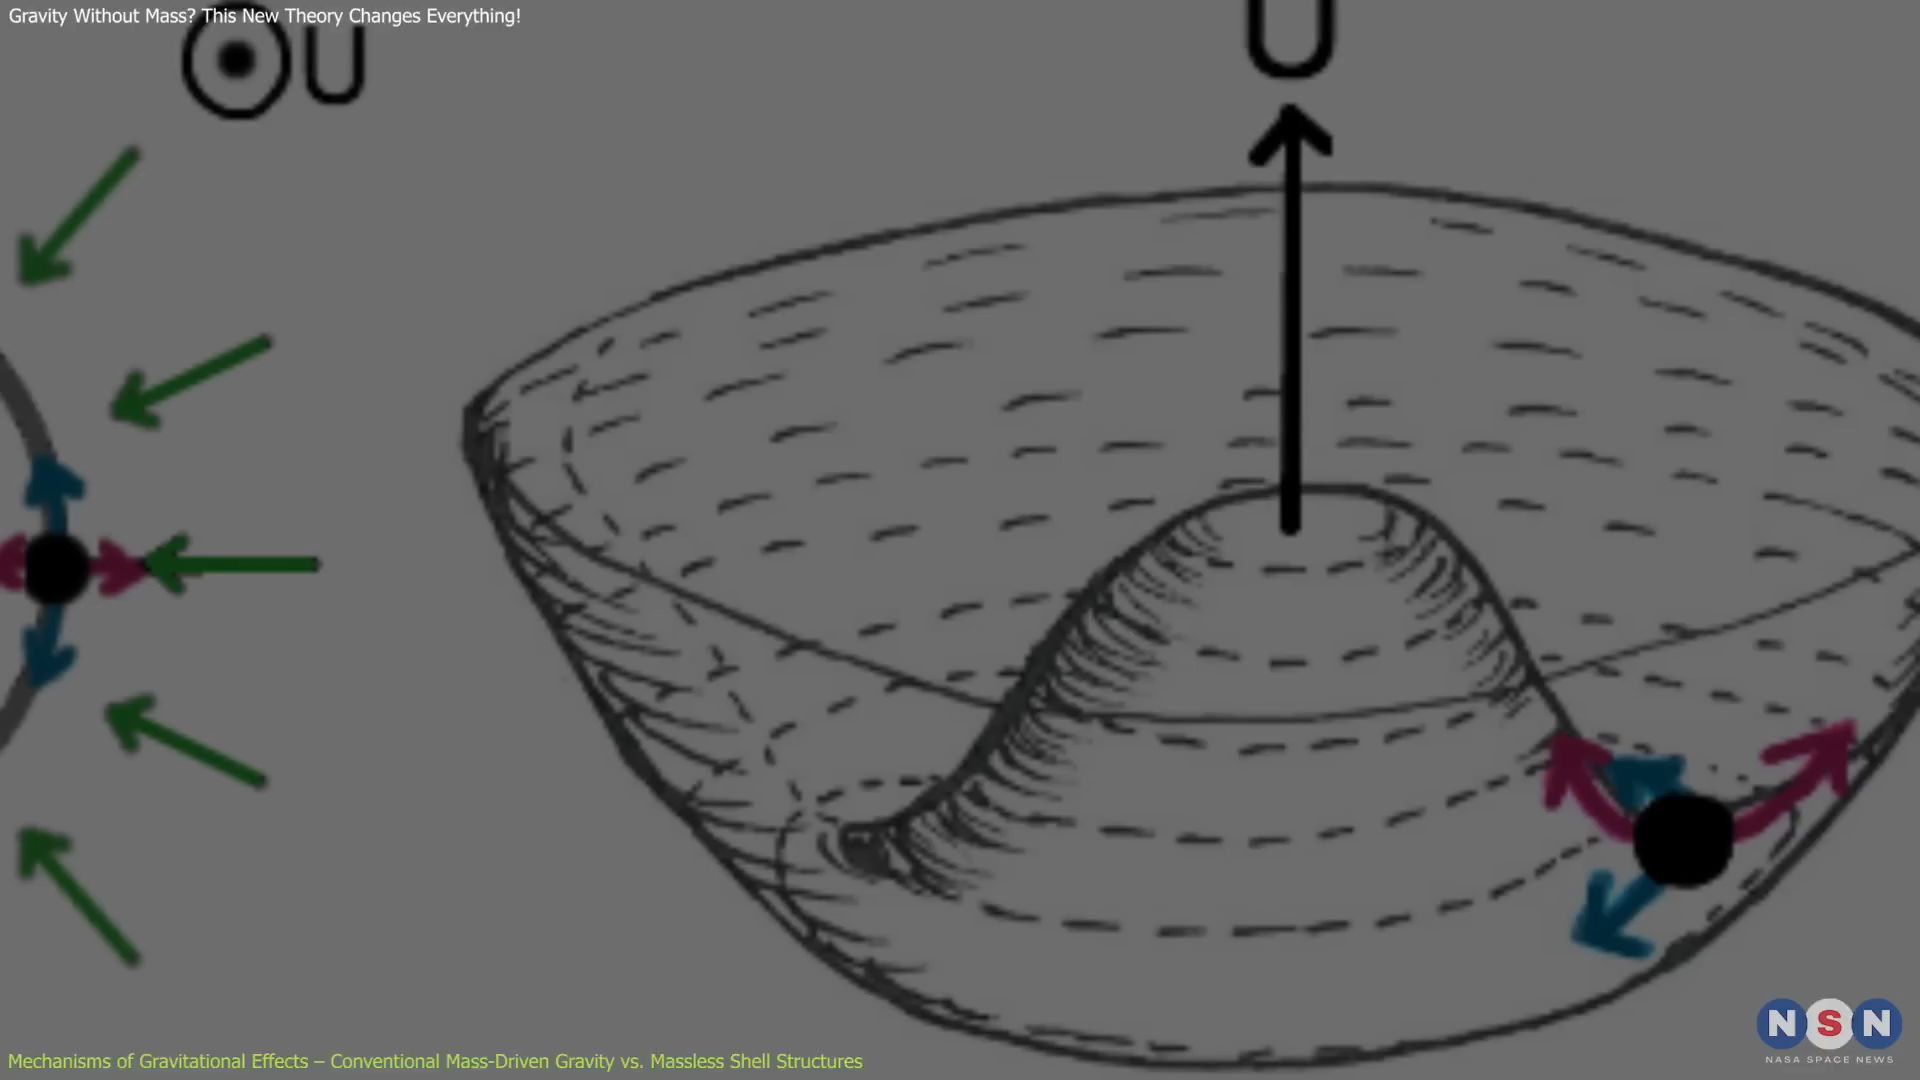 Gravity Without Mass? This New Theory Changes Everything!
U
U
Mechanisms of Gravitational Effects – Conventional Mass-Driven Gravity vs. Massless Shell Structures
NSN
NASA SPACE NEWS